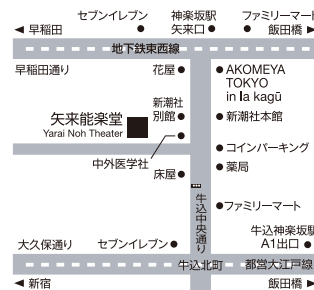 セブンイレブン
神楽坂駅
矢来口
ファミリーマート
早稲田
飯田橋
地下鉄東西線
早稲田通り
花屋
AKOMEYA
TOKYO
in la kagū
新潮社
別館
新潮社本館
矢来能楽堂
Yarai Noh Theater
中外医学社
コインパーキング
床屋
薬局
牛込中央通り
ファミリーマート
牛込神楽坂駅
A1出口
大久保通り
セブンイレブン
牛込北町
都営大江戸線
新宿
飯田橋